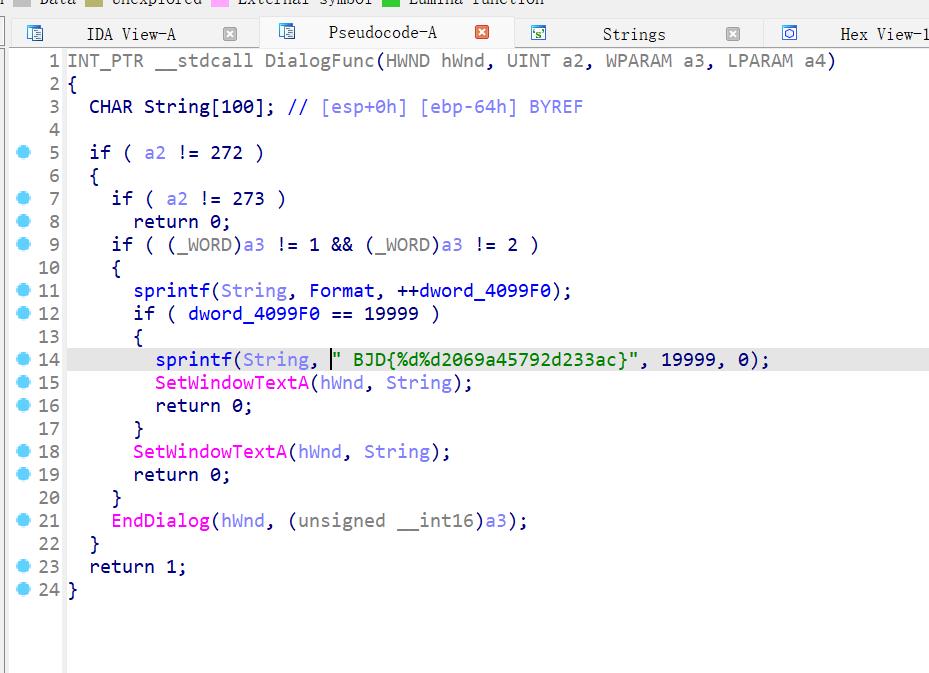 Data Unexplored External symbol Lumina function
IDA View-A Pseudocode-A Strings Hex View-1
1 INT_PTR __stdcall DialogFunc(HWND hWnd, UINT a2, WPARAM a3, LPARAM a4)
2 {
3 CHAR String[100]; // [esp+0h] [ebp-64h] BYREF
4
5 if ( a2 != 272 )
6 {
7 if ( a2 != 273 )
8 return 0;
9 if ( (_WORD)a3 != 1 && (_WORD)a3 != 2 )
10 {
11 sprintf(String, Format, ++dword_4099F0);
12 if ( dword_4099F0 == 19999 )
13 {
14 sprintf(String, " BJD{%d%d2069a45792d233ac}", 19999, 0);
15 SetWindowTextA(hWnd, String);
16 return 0;
17 }
18 SetWindowTextA(hWnd, String);
19 return 0;
20 }
21 EndDialog(hWnd, (unsigned __int16)a3);
22 }
23 return 1;
24 }